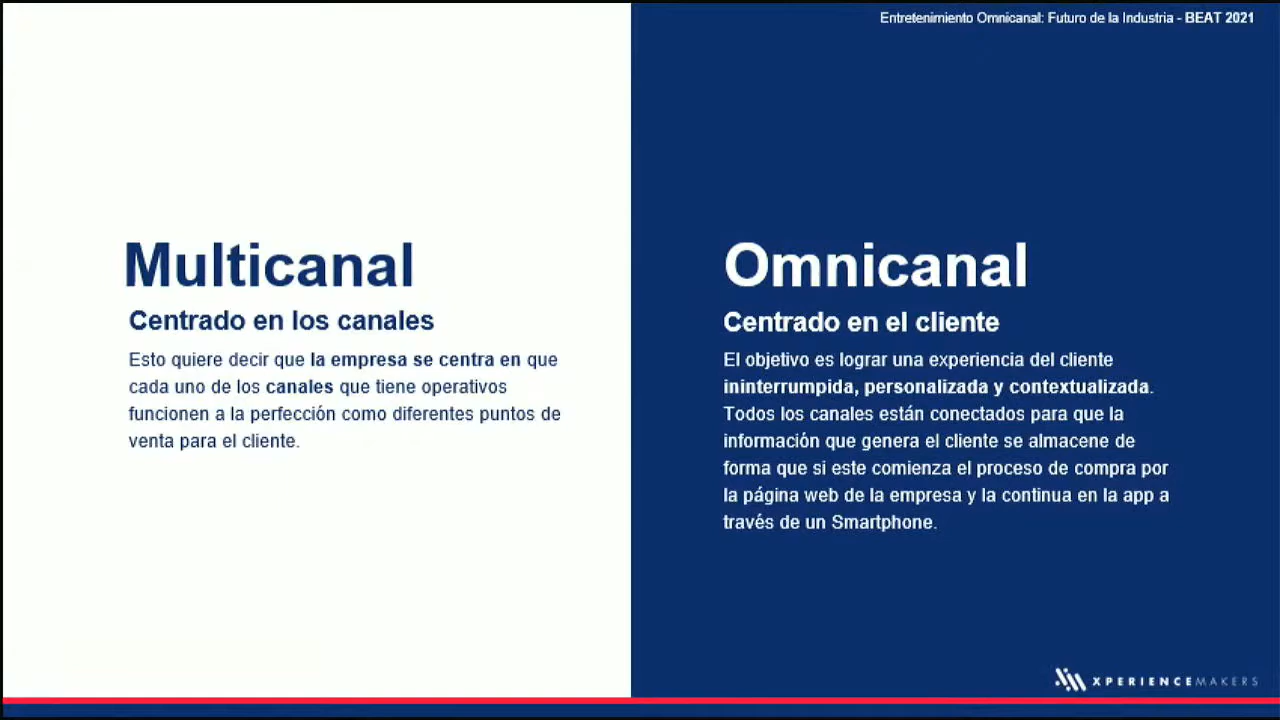 Entretenimiento Omnicanal: Futuro de la Industria - BEAT 2021
Multicanal
Centrado en los canales
Esto quiere decir que la empresa se centra en que
cada uno de los canales que tiene operativos
funcionen a la perfección como diferentes puntos de
venta para el cliente.
Omnicanal
Centrado en el cliente
El objetivo es lograr una experiencia del cliente
ininterrumpida, personalizada y contextualizada.
Todos los canales están conectados para que la
información que genera el cliente se almacene de
forma que si este comienza el proceso de compra por
la página web de la empresa y la continua en la app a
través de un Smartphone.
XPERIENCEMAKERS